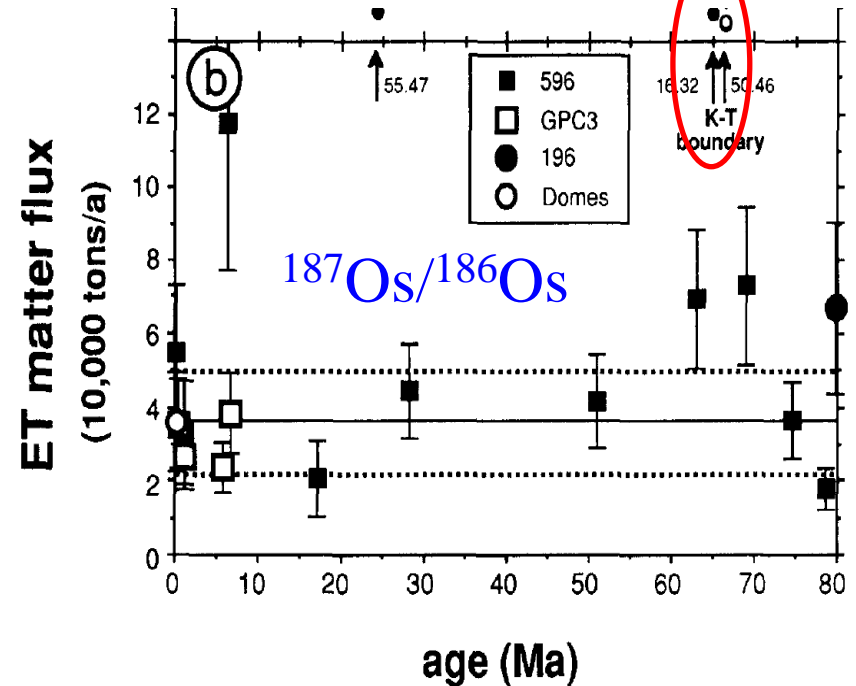 b
55.47
16.32
50.46
K-T
boundary
596
GPC3
196
Domes
187Os/186Os
ET matter flux
(10,000 tons/a)
12
10
8
6
4
2
0
0 10 20 30 40 50 60 70 80
age (Ma)